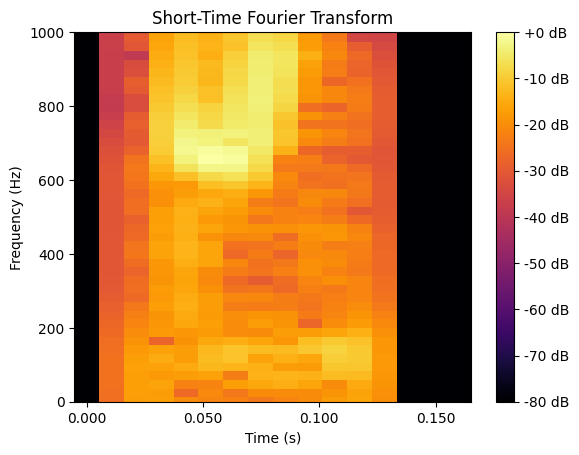 Short-Time Fourier Transform
Frequency (Hz)
1000
800
600
400
200
0
0.000
0.050
0.100
0.150
Time (s)
+0 dB
-10 dB
-20 dB
-30 dB
-40 dB
-50 dB
-60 dB
-70 dB
-80 dB